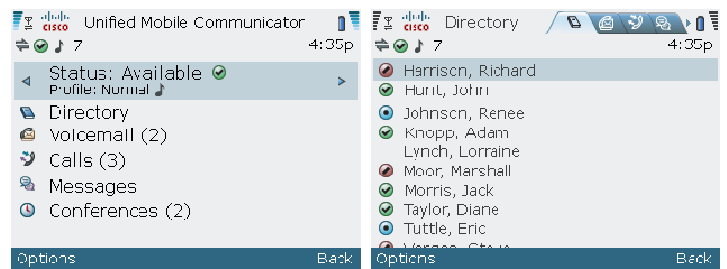 CISCO Unified Mobile Communicator
7 4:35p
Status: Available
Profile: Normal
Directory
Voicemail (2)
Calls (3)
Messages
Conferences (2)
Options Back
CISCO Directory
7 4:35p
Harrison, Richard
Hunt, John
Johnson, Renee
Knopp, Adam
Lynch, Lorraine
Moor, Marshall
Morris, Jack
Taylor, Diane
Tuttle, Eric
Options Back